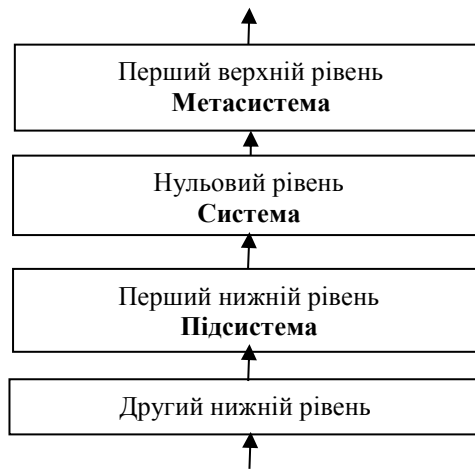 Перший верхній рівень
Метасистема
Нульовий рівень
Система
Перший нижній рівень
Підсистема
Другий нижній рівень